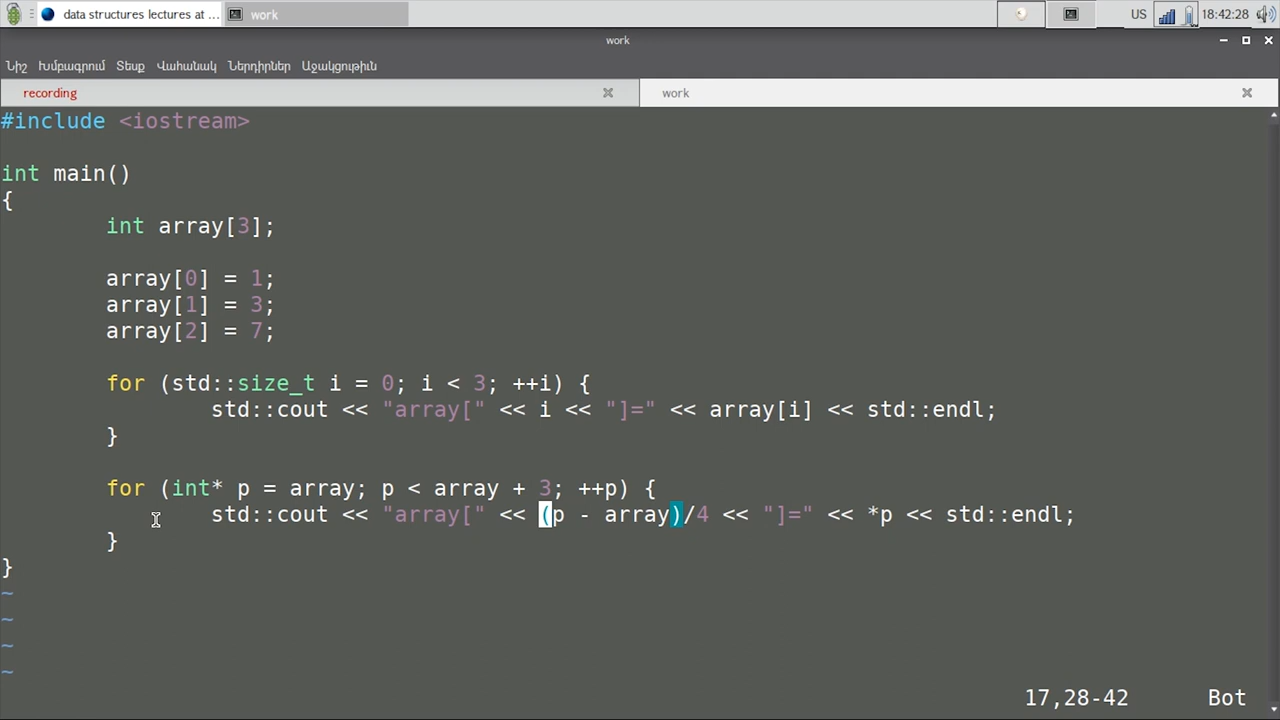 data structures lectures at ...
work
US
18:42:28
work
Նիշ Խմբագրում Տեսք Վահանակ Ներդիրներ Աջակցութիւն
recording
work
#include <iostream>
int main()
{
int array[3];
array[0] = 1;
array[1] = 3;
array[2] = 7;
for (std::size_t i = 0; i < 3; ++i) {
std::cout << "array[" << i << "]=" << array[i] << std::endl;
}
for (int* p = array; p < array + 3; ++p) {
std::cout << "array[" << (p - array)/4 << "]=" << *p << std::endl;
}
}
~
~
~
~
17,28-42
Bot